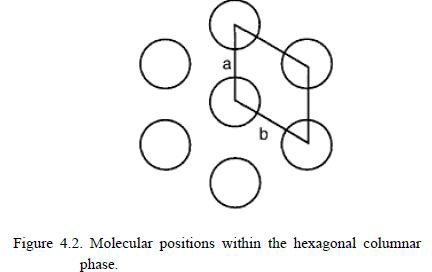 a
b
Figure 4.2. Molecular positions within the hexagonal columnar
phase.